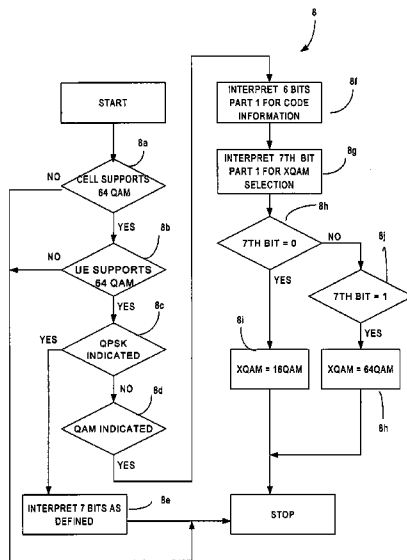 8
START
8a
NO
CELL SUPPORTS
64 QAM
YES
8b
NO
UE SUPPORTS
64 QAM
YES
8c
YES
QPSK
INDICATED
NO
8d
QAM INDICATED
YES
INTERPRET 7 BITS AS
DEFINED
8e
INTERPRET 6 BITS
PART 1 FOR CODE
INFORMATION
8f
INTERPRET 7TH BIT
PART 1 FOR XQAM
SELECTION
8g
8h
7TH BIT = 0
NO
YES
8j
7TH BIT = 1
YES
8i
XQAM = 16QAM
XQAM = 64QAM
8h
STOP